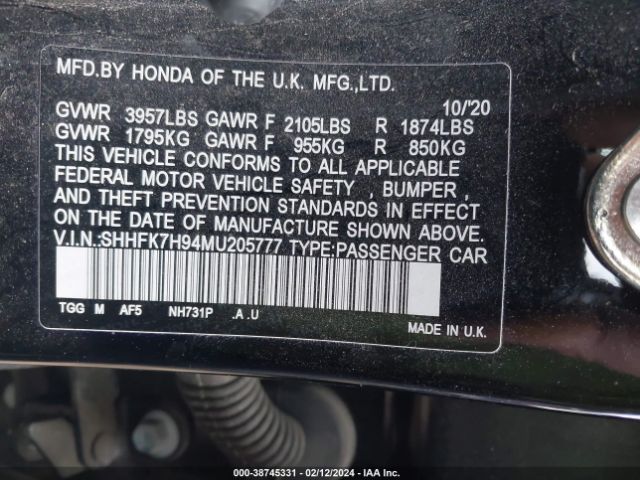 MFD.BY HONDA OF THE U.K. MFG.,LTD.
10/'20
GVWR 3957LBS GAWR F 2105LBS R 1874LBS
GVWR 1795KG GAWR F 955KG R 850KG
THIS VEHICLE CONFORMS TO ALL APPLICABLE
FEDERAL MOTOR VEHICLE SAFETY , BUMPER ,
AND THEFT PREVENTION STANDARDS IN EFFECT
ON THE DATE OF MANUFACTURE SHOWN ABOVE.
V.I.N.:SHHFK7H94MU205777 TYPE:PASSENGER CAR
TGG M AF5 NH731P .A .U
MADE IN U.K.
000-38745331 - 02/12/2024 - IAA Inc.